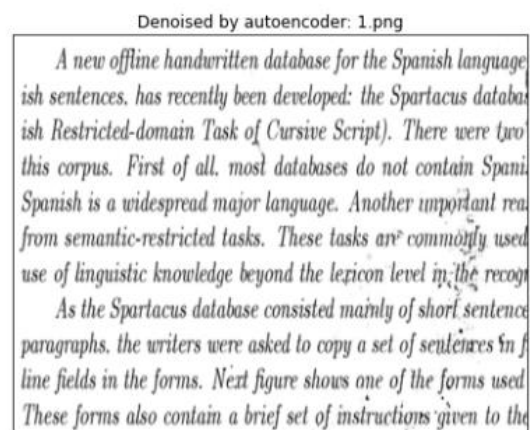 Denoised by autoencoder: 1.png
A new offline handwritten database for the Spanish language
ish sentences, has recently been developed: the Spartacus databa
ish Restricted-domain Task of Cursive Script). There were two
this corpus. First of all, most databases do not contain Spani
Spanish is a widespread major language. Another important rea
from semantic-restricted tasks. These tasks are commonly used
use of linguistic knowledge beyond the lexicon level in the recog
As the Spartacus database consisted mainly of short sentence
paragraphs, the writers were asked to copy a set of sentences in f
line fields in the forms. Next figure shows one of the forms used
These forms also contain a brief set of instructions given to the